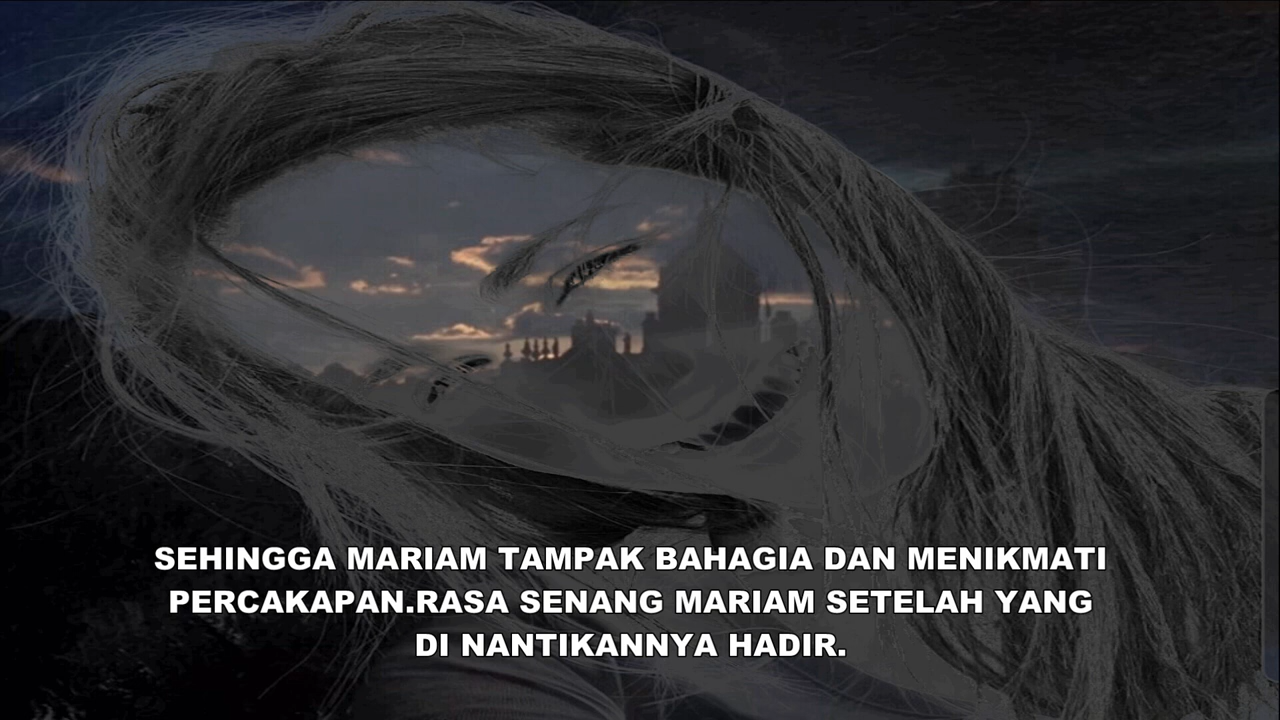 SEHINGGA MARIAM TAMPAK BAHAGIA DAN MENIKMATI
PERCAKAPAN.RASA SENANG MARIAM SETELAH YANG
DI NANTIKANNYA HADIR.